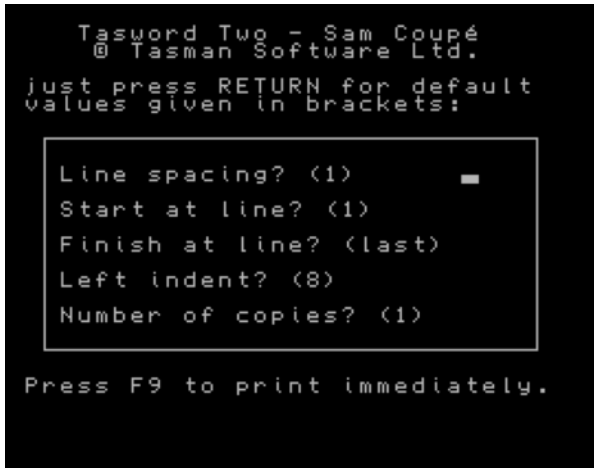 Tasword Two - Sam Coupé
© Tasman Software Ltd.
just press RETURN for default
values given in brackets:
Line spacing? (1)
Start at line? (1)
Finish at line? (last)
Left indent? (8)
Number of copies? (1)
Press F9 to print immediately.